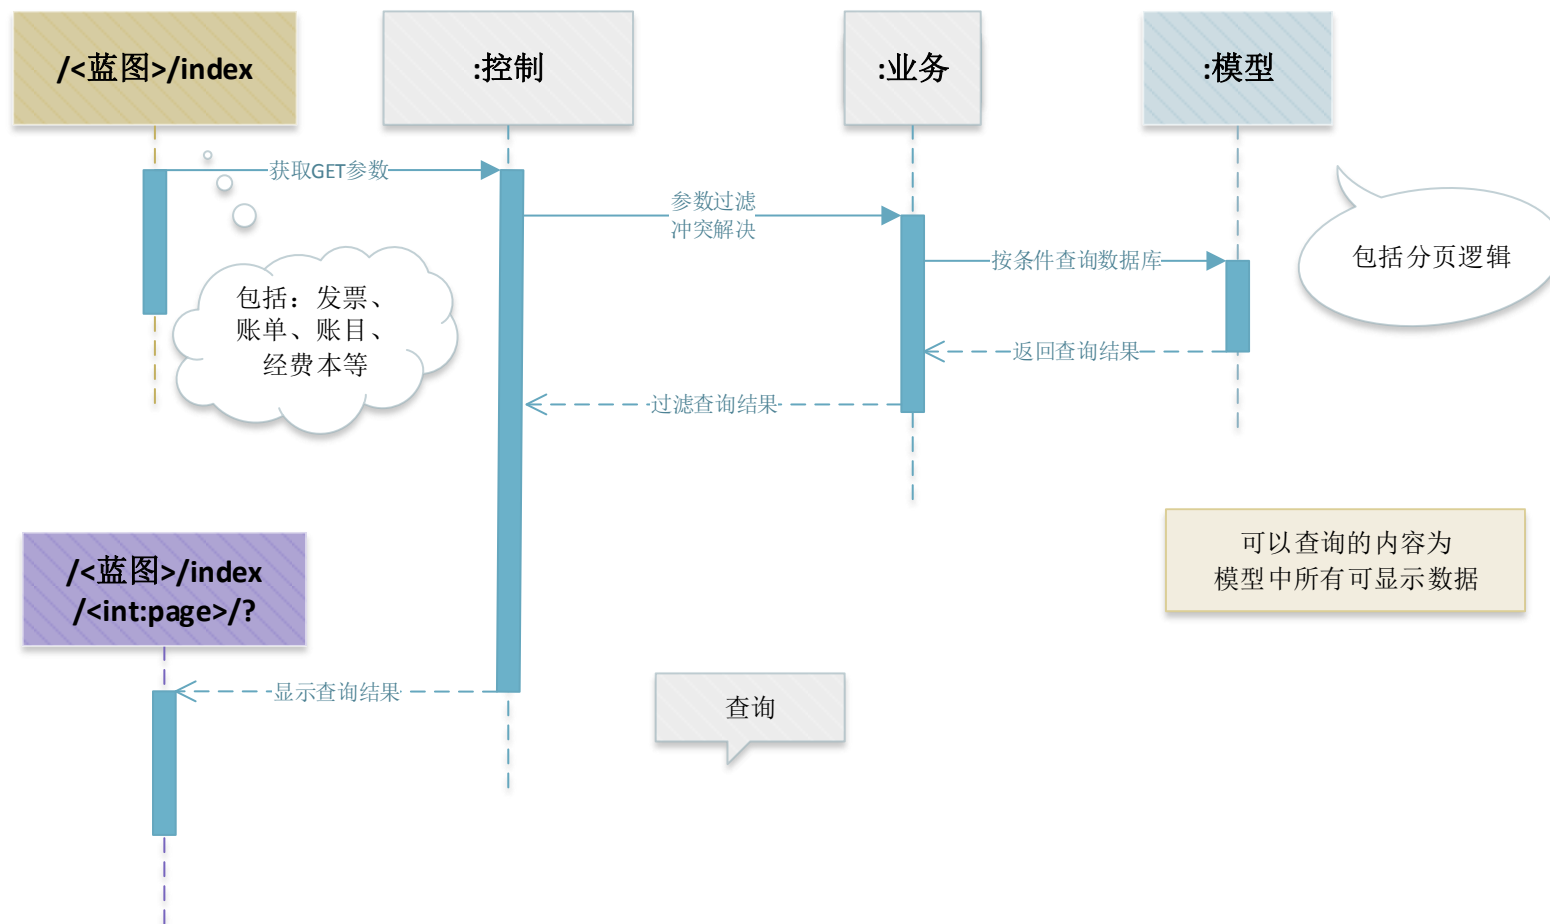 /<蓝图>/index
:控制
:业务
:模型
获取GET参数
参数过滤
冲突解决
按条件查询数据库
包括分页逻辑
包括：发票、
账单、账目、
经费本等
返回查询结果
过滤查询结果
可以查询的内容为
模型中所有可显示数据
/<蓝图>/index
/<int:page>/?
显示查询结果
查询